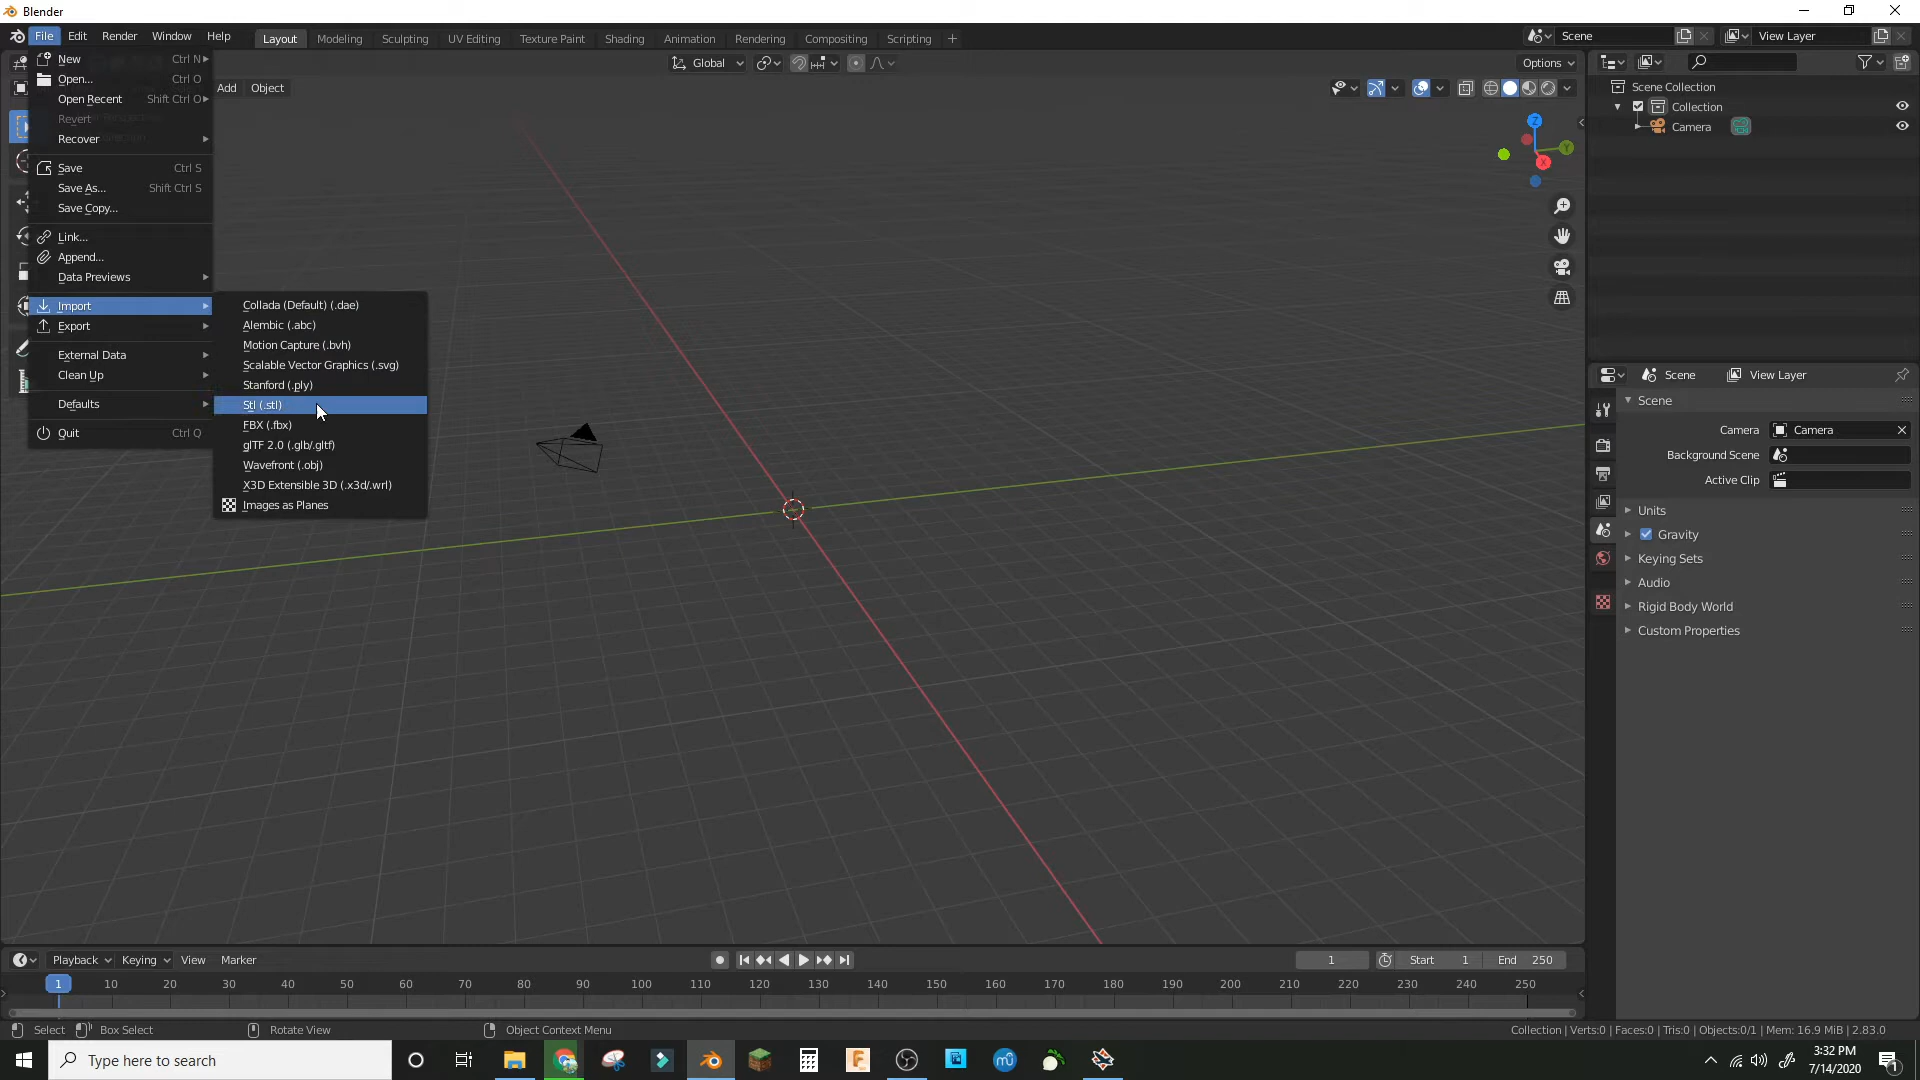 Blender
File Edit Render Window Help Layout Modeling Sculpting UV Editing Texture Paint Shading Animation Rendering Compositing Scripting + Scene View Layer
Global Options
Add Object
New Ctrl N
Open... Ctrl O
Open Recent Shift Ctrl O
Revert
Recover
Save Ctrl S
Save As... Shift Ctrl S
Save Copy...
Link...
Append...
Data Previews
Import
Export
External Data
Clean Up
Defaults
Quit Ctrl Q
Collada (Default) (.dae)
Alembic (.abc)
Motion Capture (.bvh)
Scalable Vector Graphics (.svg)
Stanford (.ply)
Stl (.stl)
FBX (.fbx)
glTF 2.0 (.glb/.gltf)
Wavefront (.obj)
X3D Extensible 3D (.x3d/.wrl)
Images as Planes
Z
Y
X
Scene Collection
Collection
Camera
Scene View Layer
Scene
Camera Camera
Background Scene
Active Clip
Units
Gravity
Keying Sets
Audio
Rigid Body World
Custom Properties
Playback Keying View Marker 1 Start 1 End 250
1 10 20 30 40 50 60 70 80 90 100 110 120 130 140 150 160 170 180 190 200 210 220 230 240 250
Select Box Select Rotate View Object Context Menu Collection | Verts:0 | Faces:0 | Tris:0 | Objects:0/1 | Mem: 16.9 MiB | 2.83.0
Type here to search
3:32 PM
7/14/2020
1